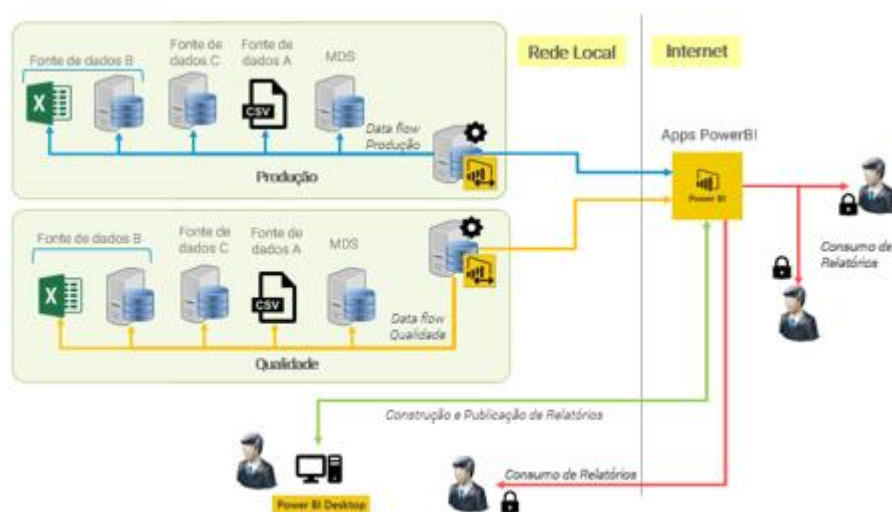 Fonte de dados B
Fonte de
dados C
Fonte de
dados A
MDS
CSV
Data flow
Produção
Produção
Rede Local
Internet
Apps PowerBI
Power BI
Fonte de dados B
Fonte de
dados C
Fonte de
dados A
MDS
CSV
Data flow
Qualidade
Qualidade
Consumo de
Relatórios
Construção e Publicação de Relatórios
Power BI Desktop
Consumo de Relatórios